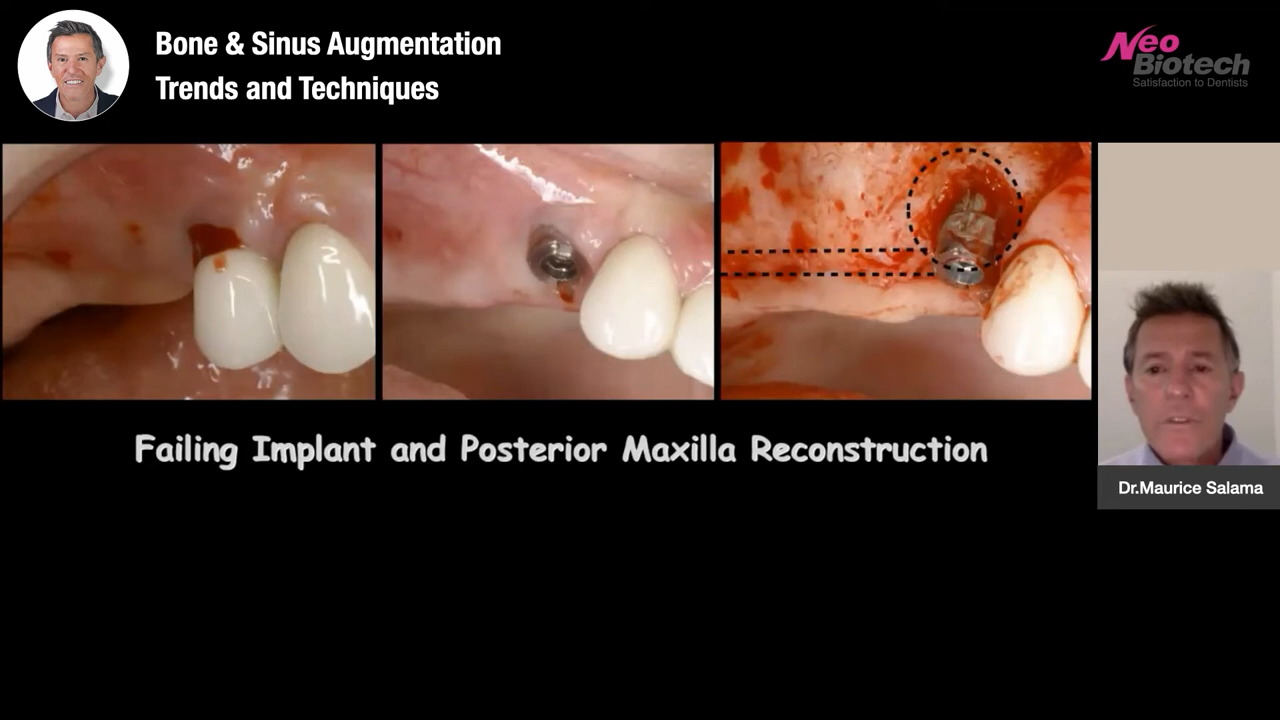 Bone & Sinus Augmentation
Trends and Techniques
Neo
Biotech
Satisfaction to Dentists
2
Failing Implant and Posterior Maxilla Reconstruction
Dr.Maurice Salama